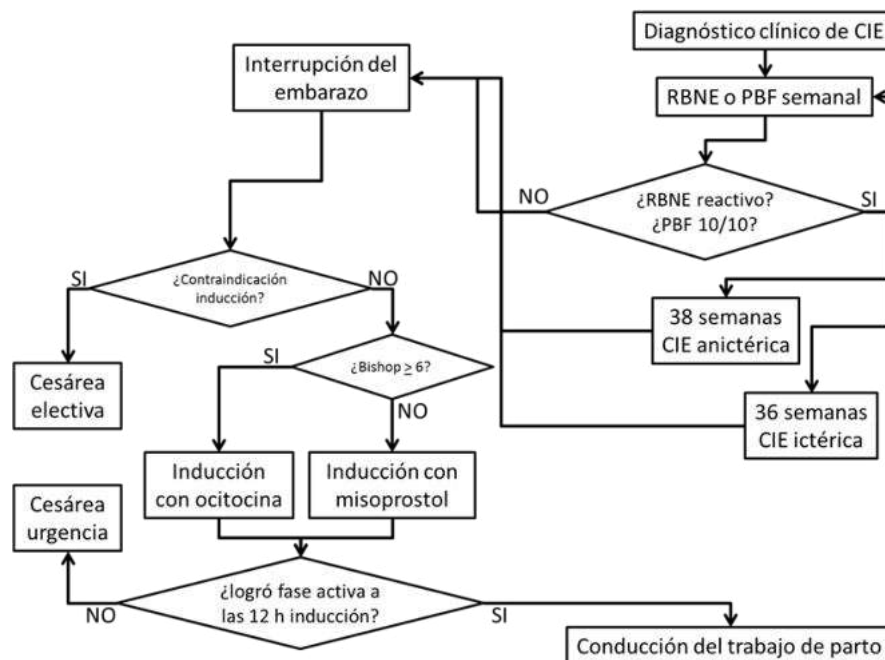 Diagnóstico clínico de CIE
Interrupción del
embarazo
RBNE o PBF semanal
NO
¿RBNE reactivo?
¿PBF 10/10?
SI
SI
¿Contraindicación
inducción?
NO
38 semanas
CIE anictérica
Cesárea
electiva
SI
¿Bishop ≥ 6?
NO
36 semanas
CIE ictérica
Inducción
con ocitocina
Inducción con
misoprostol
Cesárea
urgencia
NO
¿logró fase activa a
las 12 h inducción?
SI
Conducción del trabajo de parto